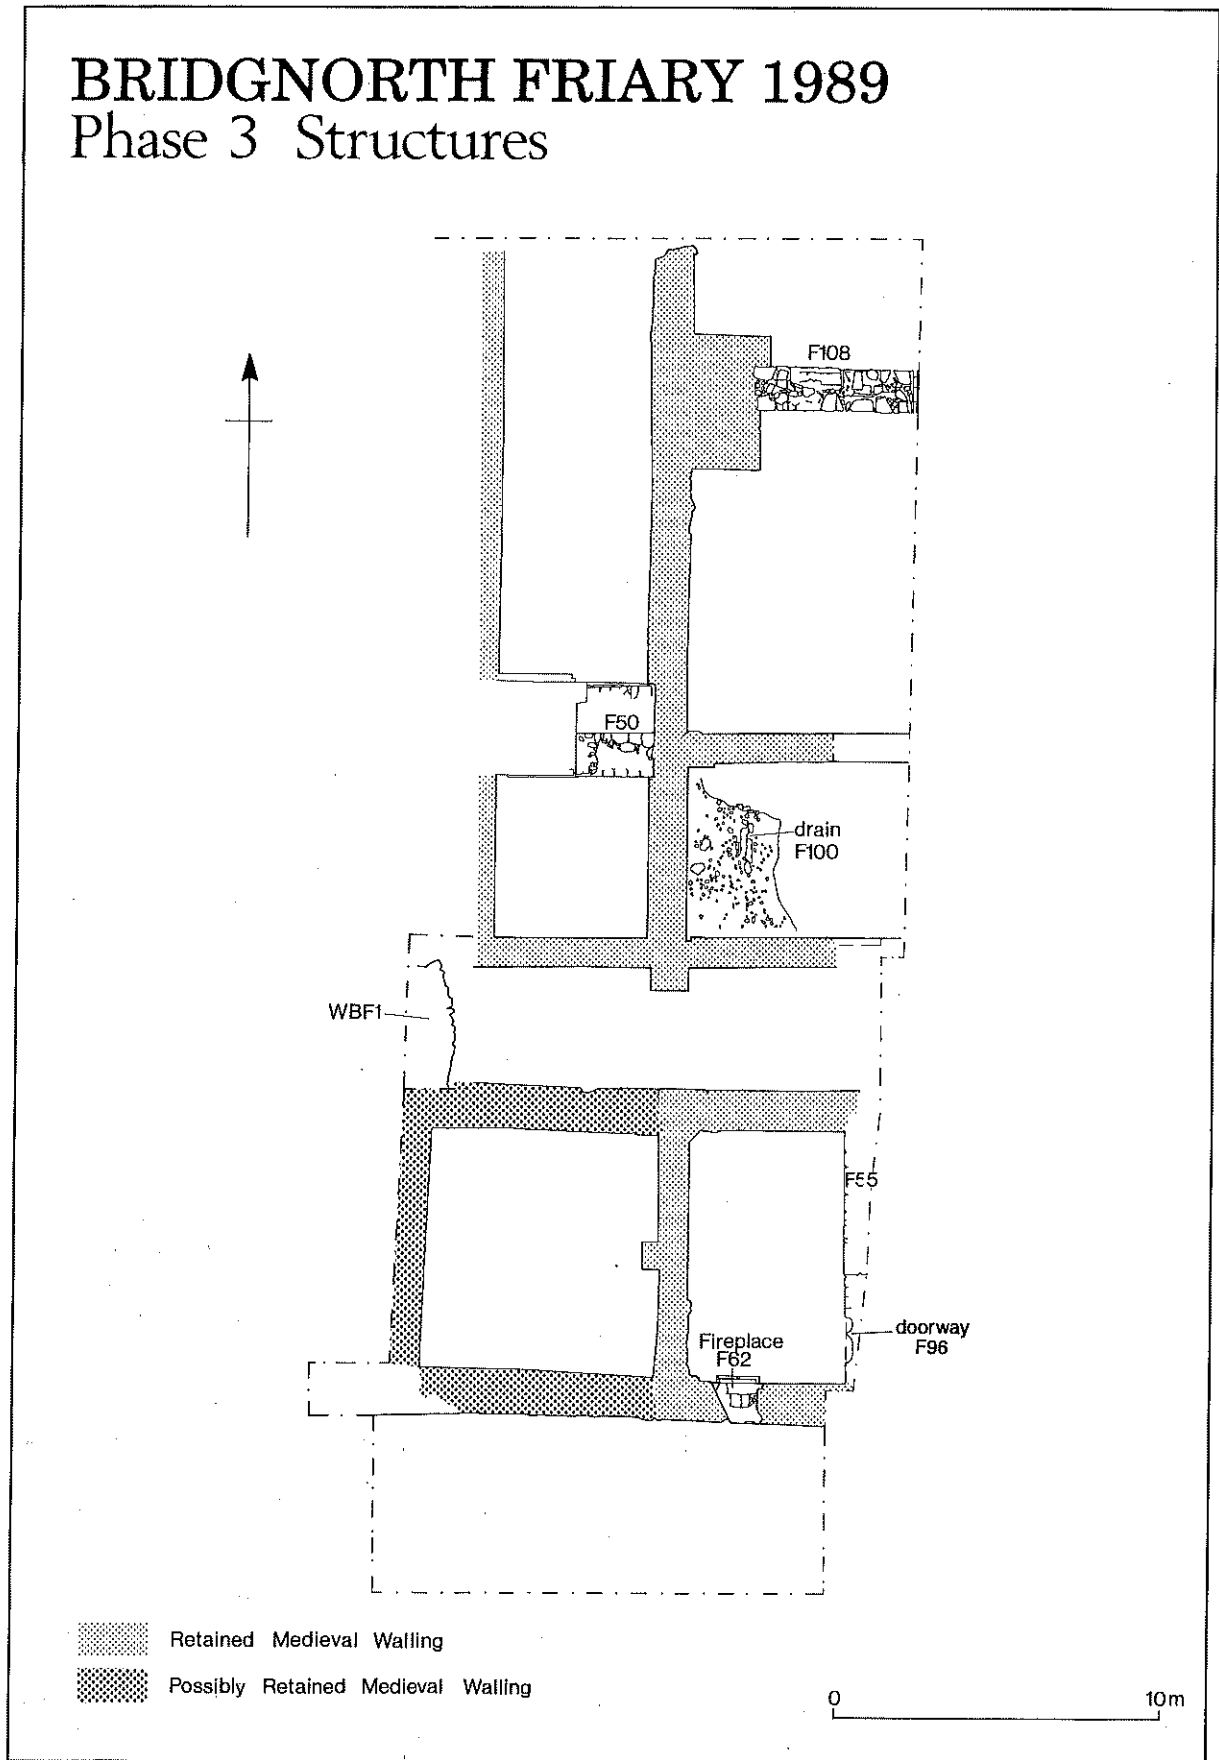 BRIDGNORTH FRIARY 1989
Phase 3 Structures
F108
F50
drain
F100
WBF1
F55
doorway
F96
Fireplace
F62
Retained Medieval Walling
Possibly Retained Medieval Walling
0 10m